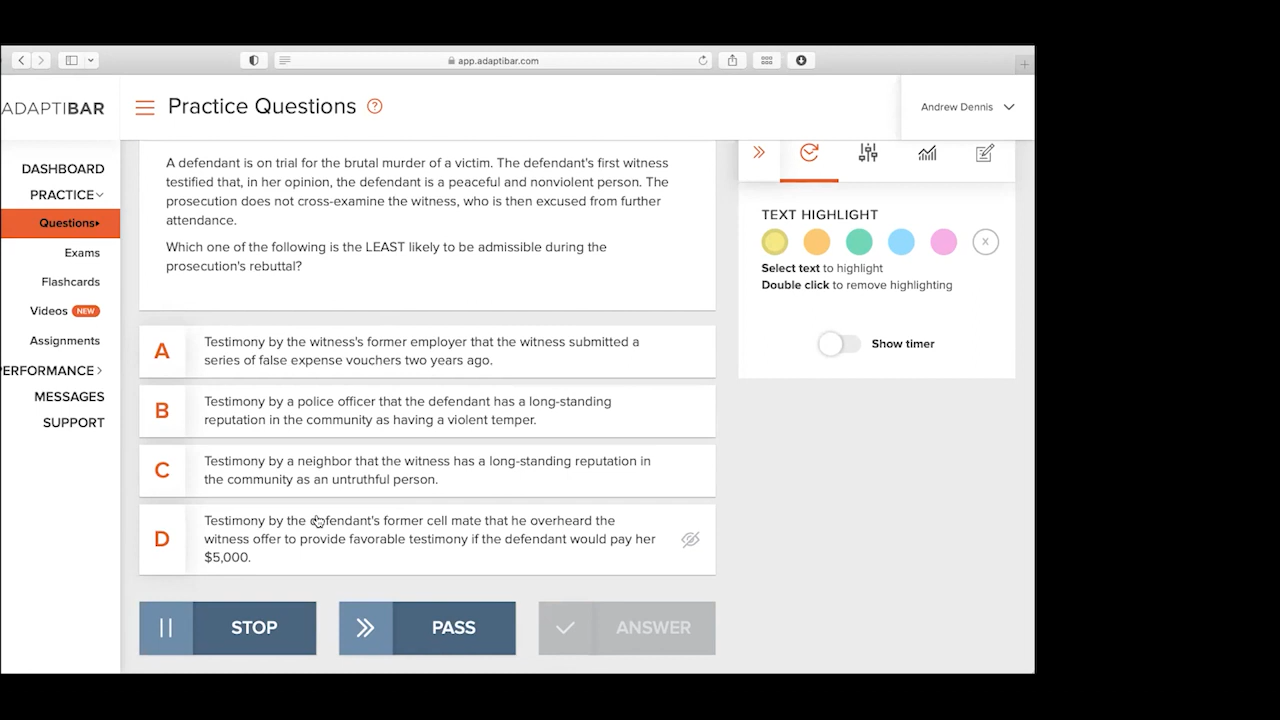 app.adaptibar.com
ADAPTIBAR
Practice Questions ?
Andrew Dennis
DASHBOARD
PRACTICE
Questions
Exams
Flashcards
Videos NEW
Assignments
PERFORMANCE
MESSAGES
SUPPORT
A defendant is on trial for the brutal murder of a victim. The defendant's first witness
testified that, in her opinion, the defendant is a peaceful and nonviolent person. The
prosecution does not cross-examine the witness, who is then excused from further
attendance.
Which one of the following is the LEAST likely to be admissible during the
prosecution's rebuttal?
A
Testimony by the witness's former employer that the witness submitted a
series of false expense vouchers two years ago.
B
Testimony by a police officer that the defendant has a long-standing
reputation in the community as having a violent temper.
C
Testimony by a neighbor that the witness has a long-standing reputation in
the community as an untruthful person.
D
Testimony by the defendant's former cell mate that he overheard the
witness offer to provide favorable testimony if the defendant would pay her
$5,000.
STOP
PASS
ANSWER
TEXT HIGHLIGHT
X
Select text to highlight
Double click to remove highlighting
Show timer